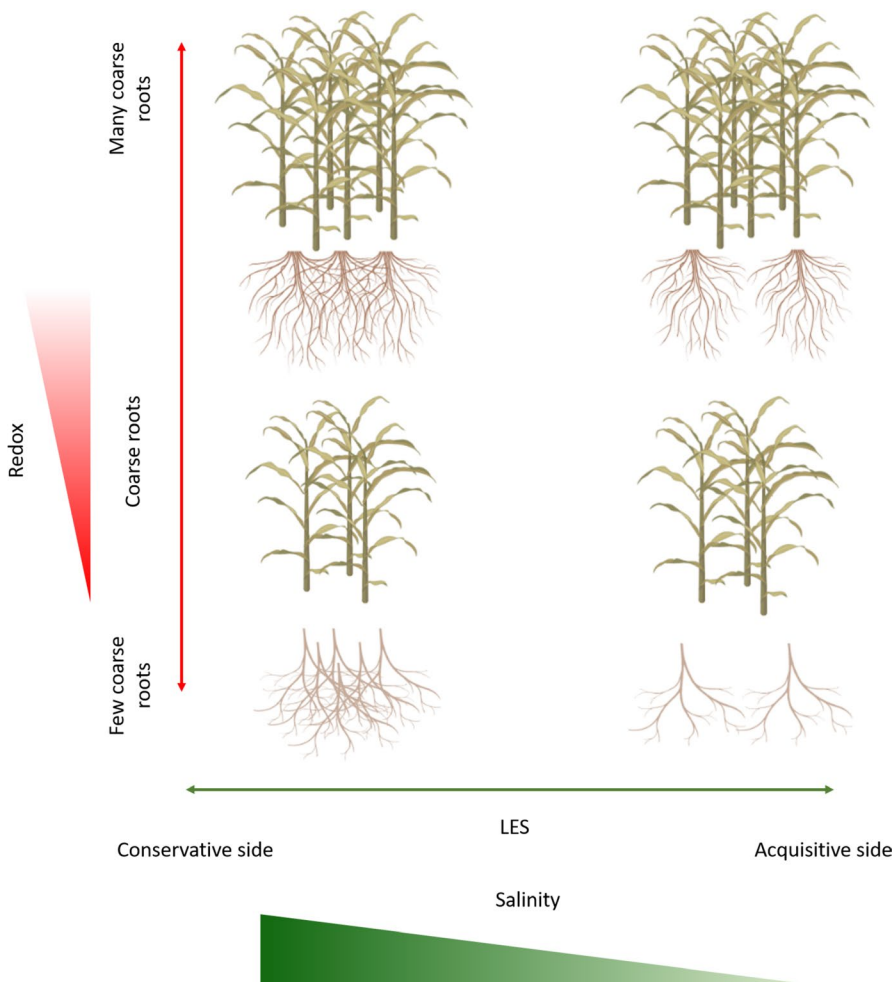 Many coarse
roots
Redox
Coarse roots
Few coarse
roots
LES
Conservative side
Acquisitive side
Salinity